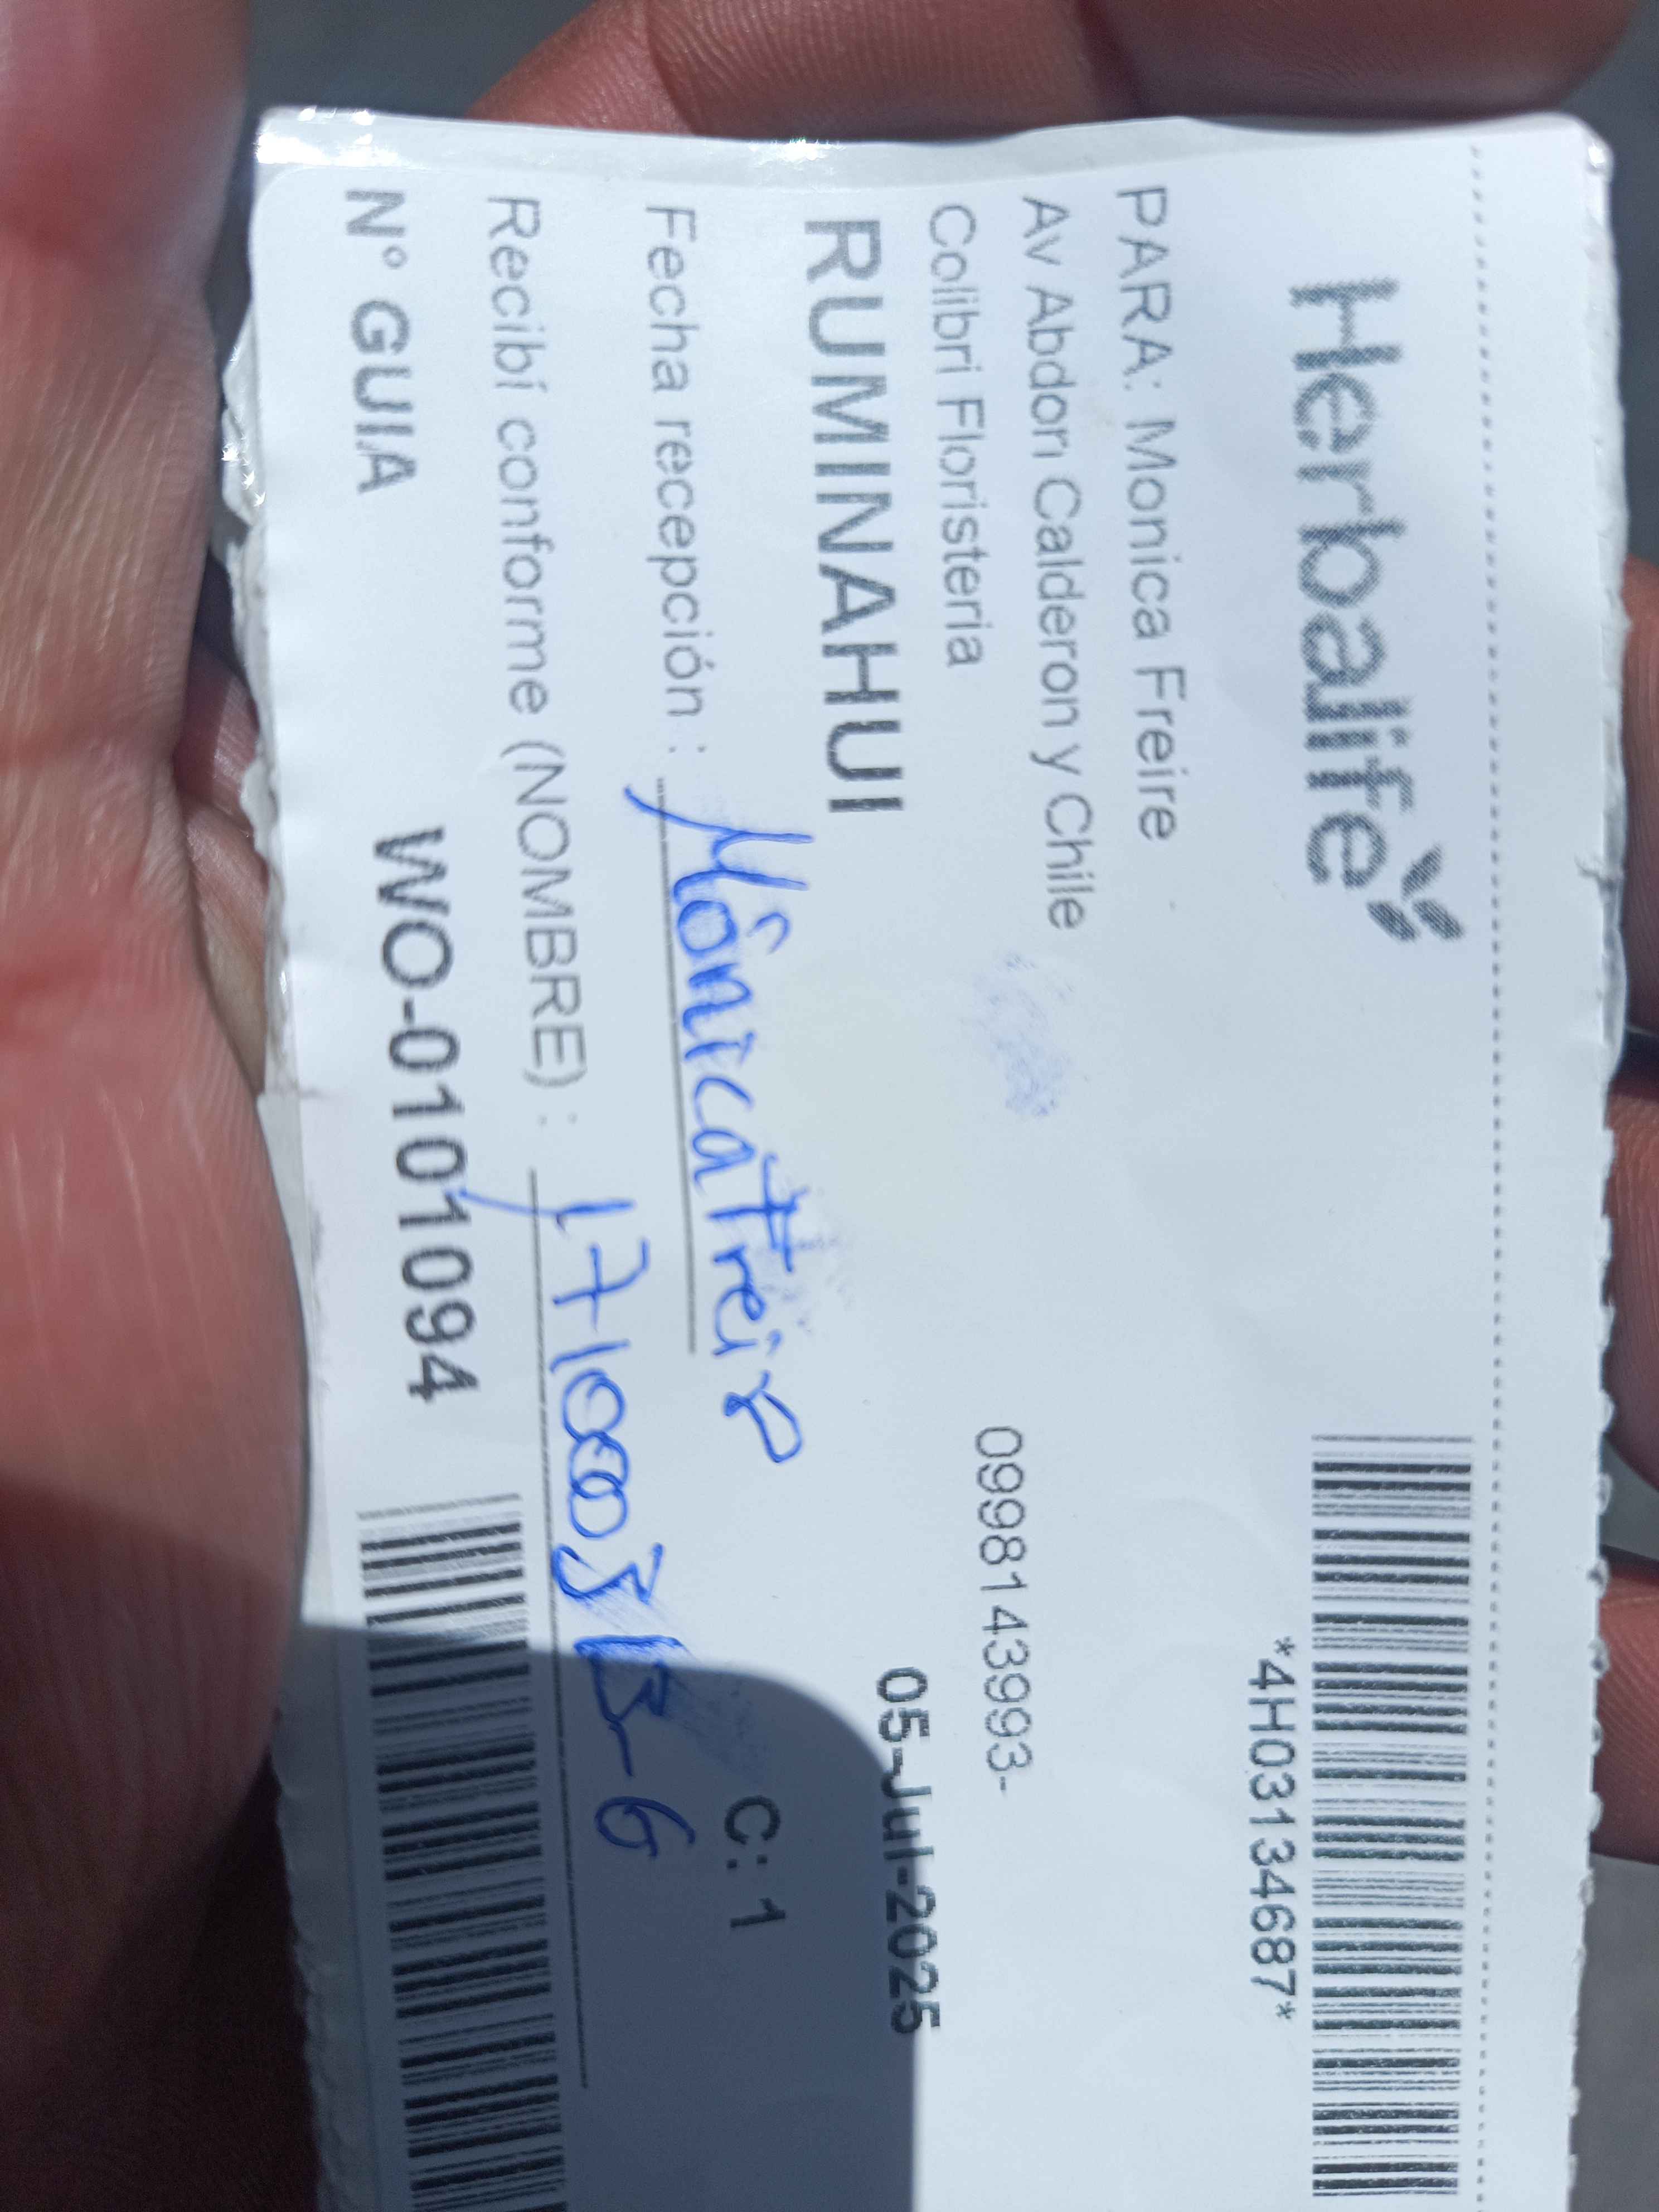 Herbalife
*4H03134687*
PARA: Monica Freire
Av Abdon Calderon y Chile
Colibri Floristeria
0998143993-
RUMINAHUI
05-Jul-2025
Fecha recepción : Mónica Freire
C: 1
Recibí conforme (NOMBRE) :
N° GUIA WO-0101094